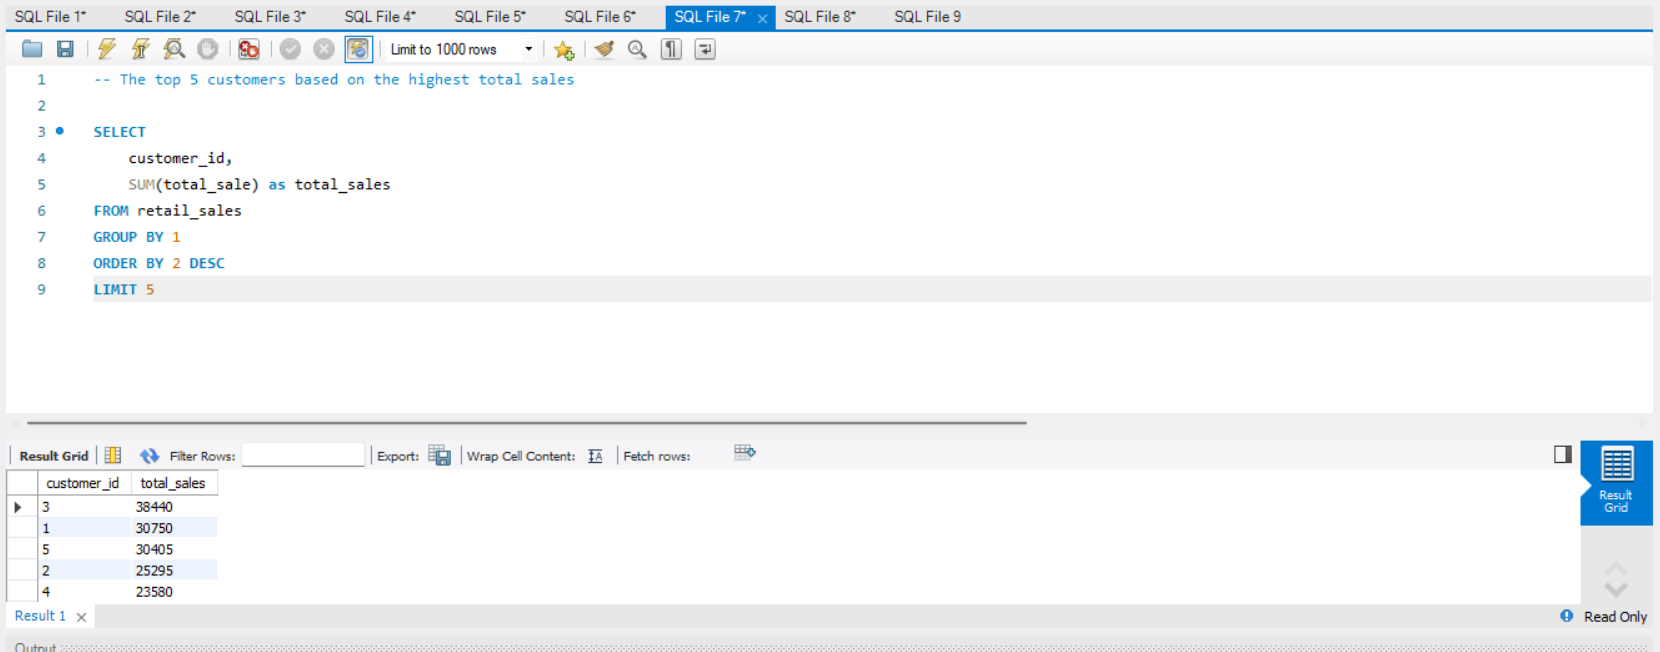 SQL File 1* SQL File 2* SQL File 3* SQL File 4* SQL File 5* SQL File 6* SQL File 7* SQL File 8* SQL File 9
Limit to 1000 rows
1 -- The top 5 customers based on the highest total sales
2
3 SELECT
4 customer_id,
5 SUM(total_sale) as total_sales
6 FROM retail_sales
7 GROUP BY 1
8 ORDER BY 2 DESC
9 LIMIT 5
Result Grid Filter Rows: Export: Wrap Cell Content: Fetch rows:
customer_id total_sales
3 38440
1 30750
5 30405
2 25295
4 23580
Result Grid
Result 1 Read Only
Output